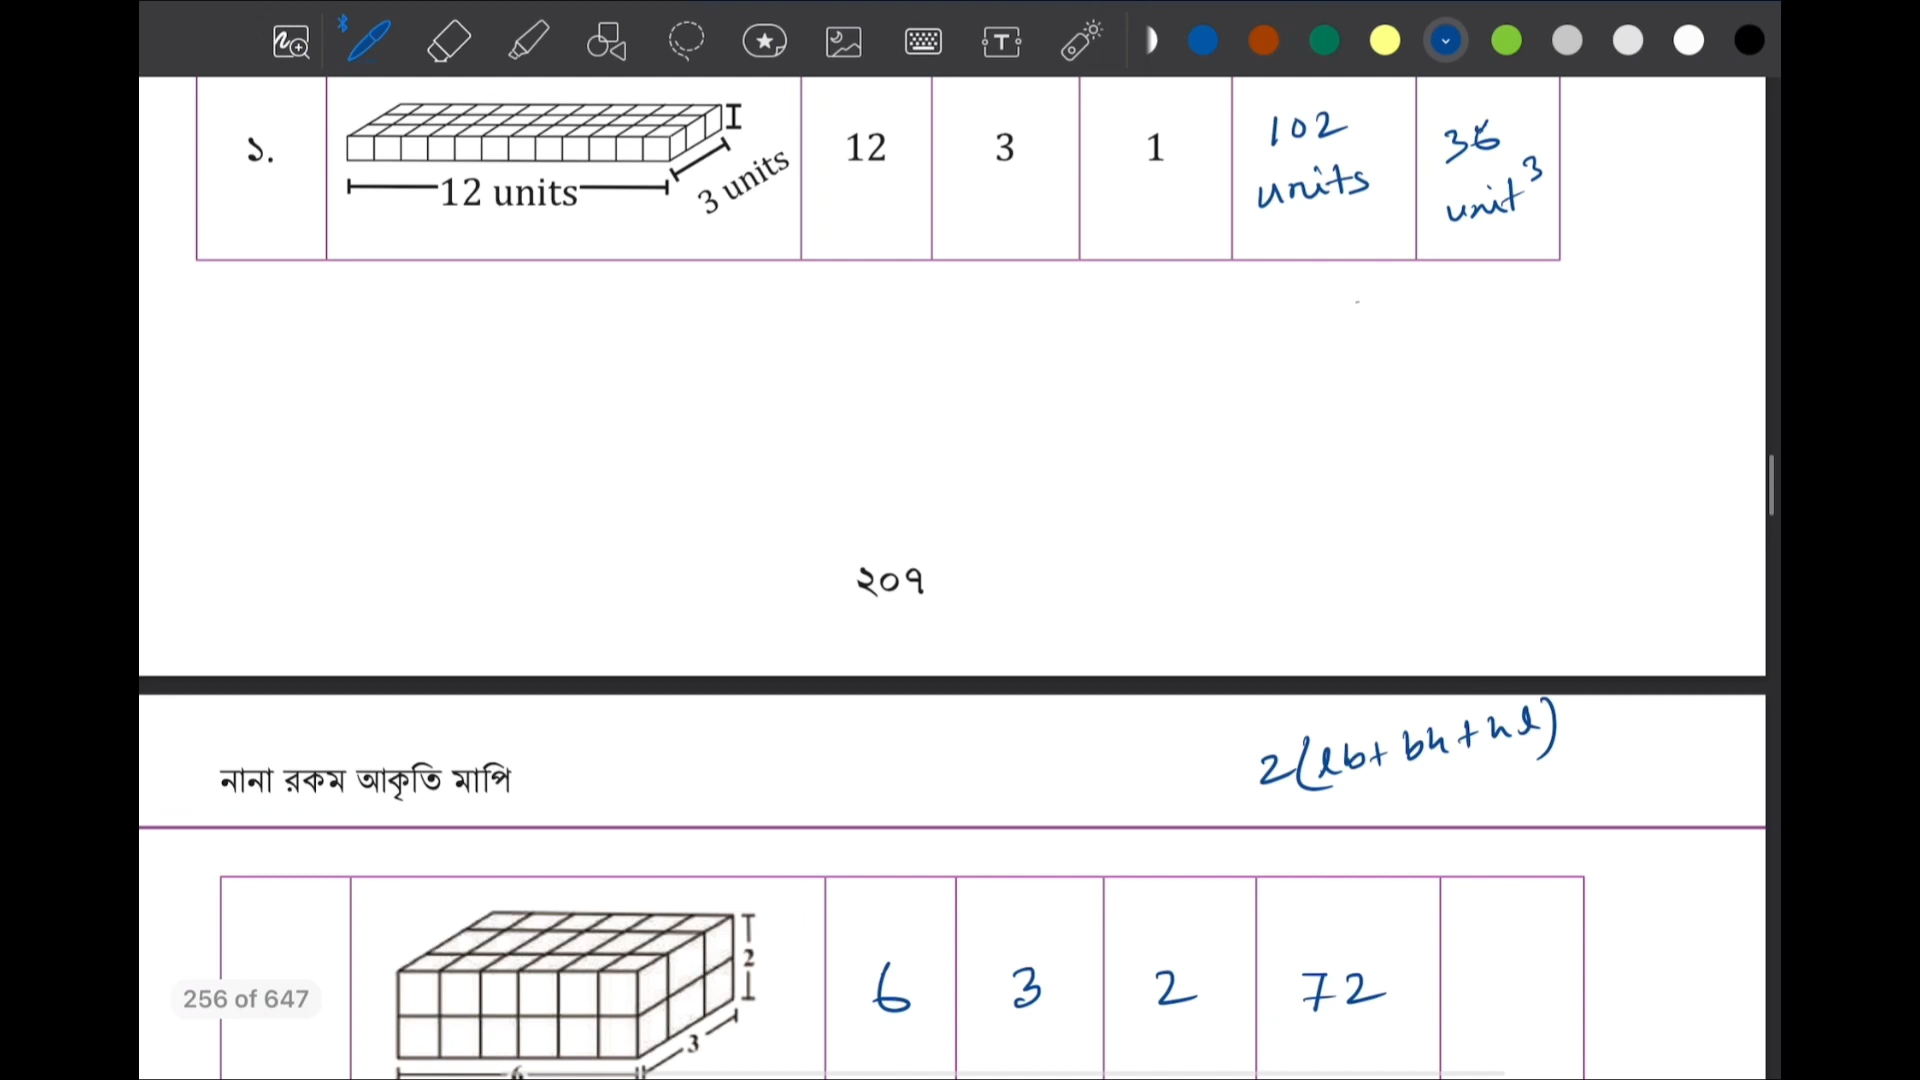 T
১.
12 units
3 units
12
3
1
102
units
36
unit³
২০৭
নানা রকম আকৃতি মাপি
2(lb+bh+hl)
256 of 647
2
3
6
6
3
2
72